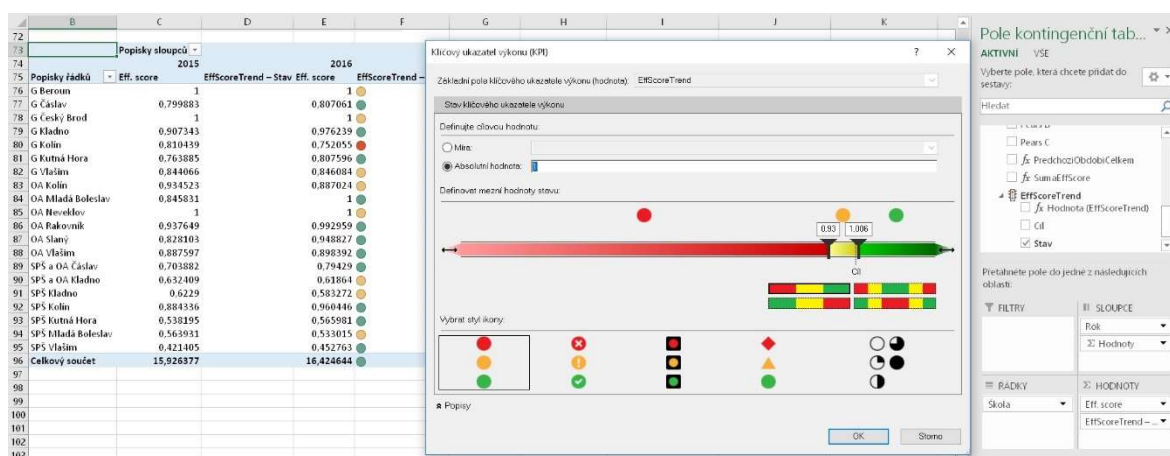 B C D E F G H I J K
72
73 Popisky sloupců
74 2015 2016
75 Popisky řádků Eff. score EffScoreTrend – Stav Eff. score EffScoreTrend –
76 G Beroun 1 1
77 G Čáslav 0,799883 0,807061
78 G Český Brod 1 1
79 G Kladno 0,907343 0,976239
80 G Kolín 0,810439 0,752055
81 G Kutná Hora 0,763885 0,807596
82 G Vlašim 0,844066 0,846084
83 OA Kolín 0,934523 0,887024
84 OA Mladá Boleslav 0,845831 1
85 OA Neveklov 1 1
86 OA Rakovník 0,937649 0,992959
87 OA Slaný 0,828103 0,948827
88 OA Vlašim 0,887597 0,898392
89 SPŠ a OA Čáslav 0,703882 0,79429
90 SPŠ a OA Kladno 0,632409 0,61864
91 SPŠ Kladno 0,6229 0,583272
92 SPŠ Kolín 0,884336 0,960446
93 SPŠ Kutná Hora 0,538195 0,565981
94 SPŠ Mladá Boleslav 0,563931 0,533015
95 SPŠ Vlašim 0,421405 0,452763
96 Celkový součet 15,926377 16,424644
97
98
99
100
101
102
103
Klíčový ukazatel výkonu (KPI) ? ×
Základní pole klíčového ukazatele výkonu (hodnota): EffScoreTrend
Stav klíčového ukazatele výkonu
Definujte cílovou hodnotu:
Míra:
Absolutní hodnota: 1
Definovat mezní hodnoty stavu:
0.93 1.006
Cíl
Vybrat styl ikony:
Popisy
OK Storno
Pole kontingenční tab...
AKTIVNÍ VŠE
Vyberte pole, která chcete přidat do
sestavy:
Hledat
Pears C
fx PredchoziObdobiCelkem
fx SumaEffScore
EffScoreTrend
fx Hodnota (EffScoreTrend)
Cíl
Stav
Přetáhněte pole do jedné z následujících
oblastí:
FILTRY
SLOUPCE
Rok
Σ Hodnoty
ŘÁDKY
Škola
Σ HODNOTY
Eff. score
EffScoreTrend – ...